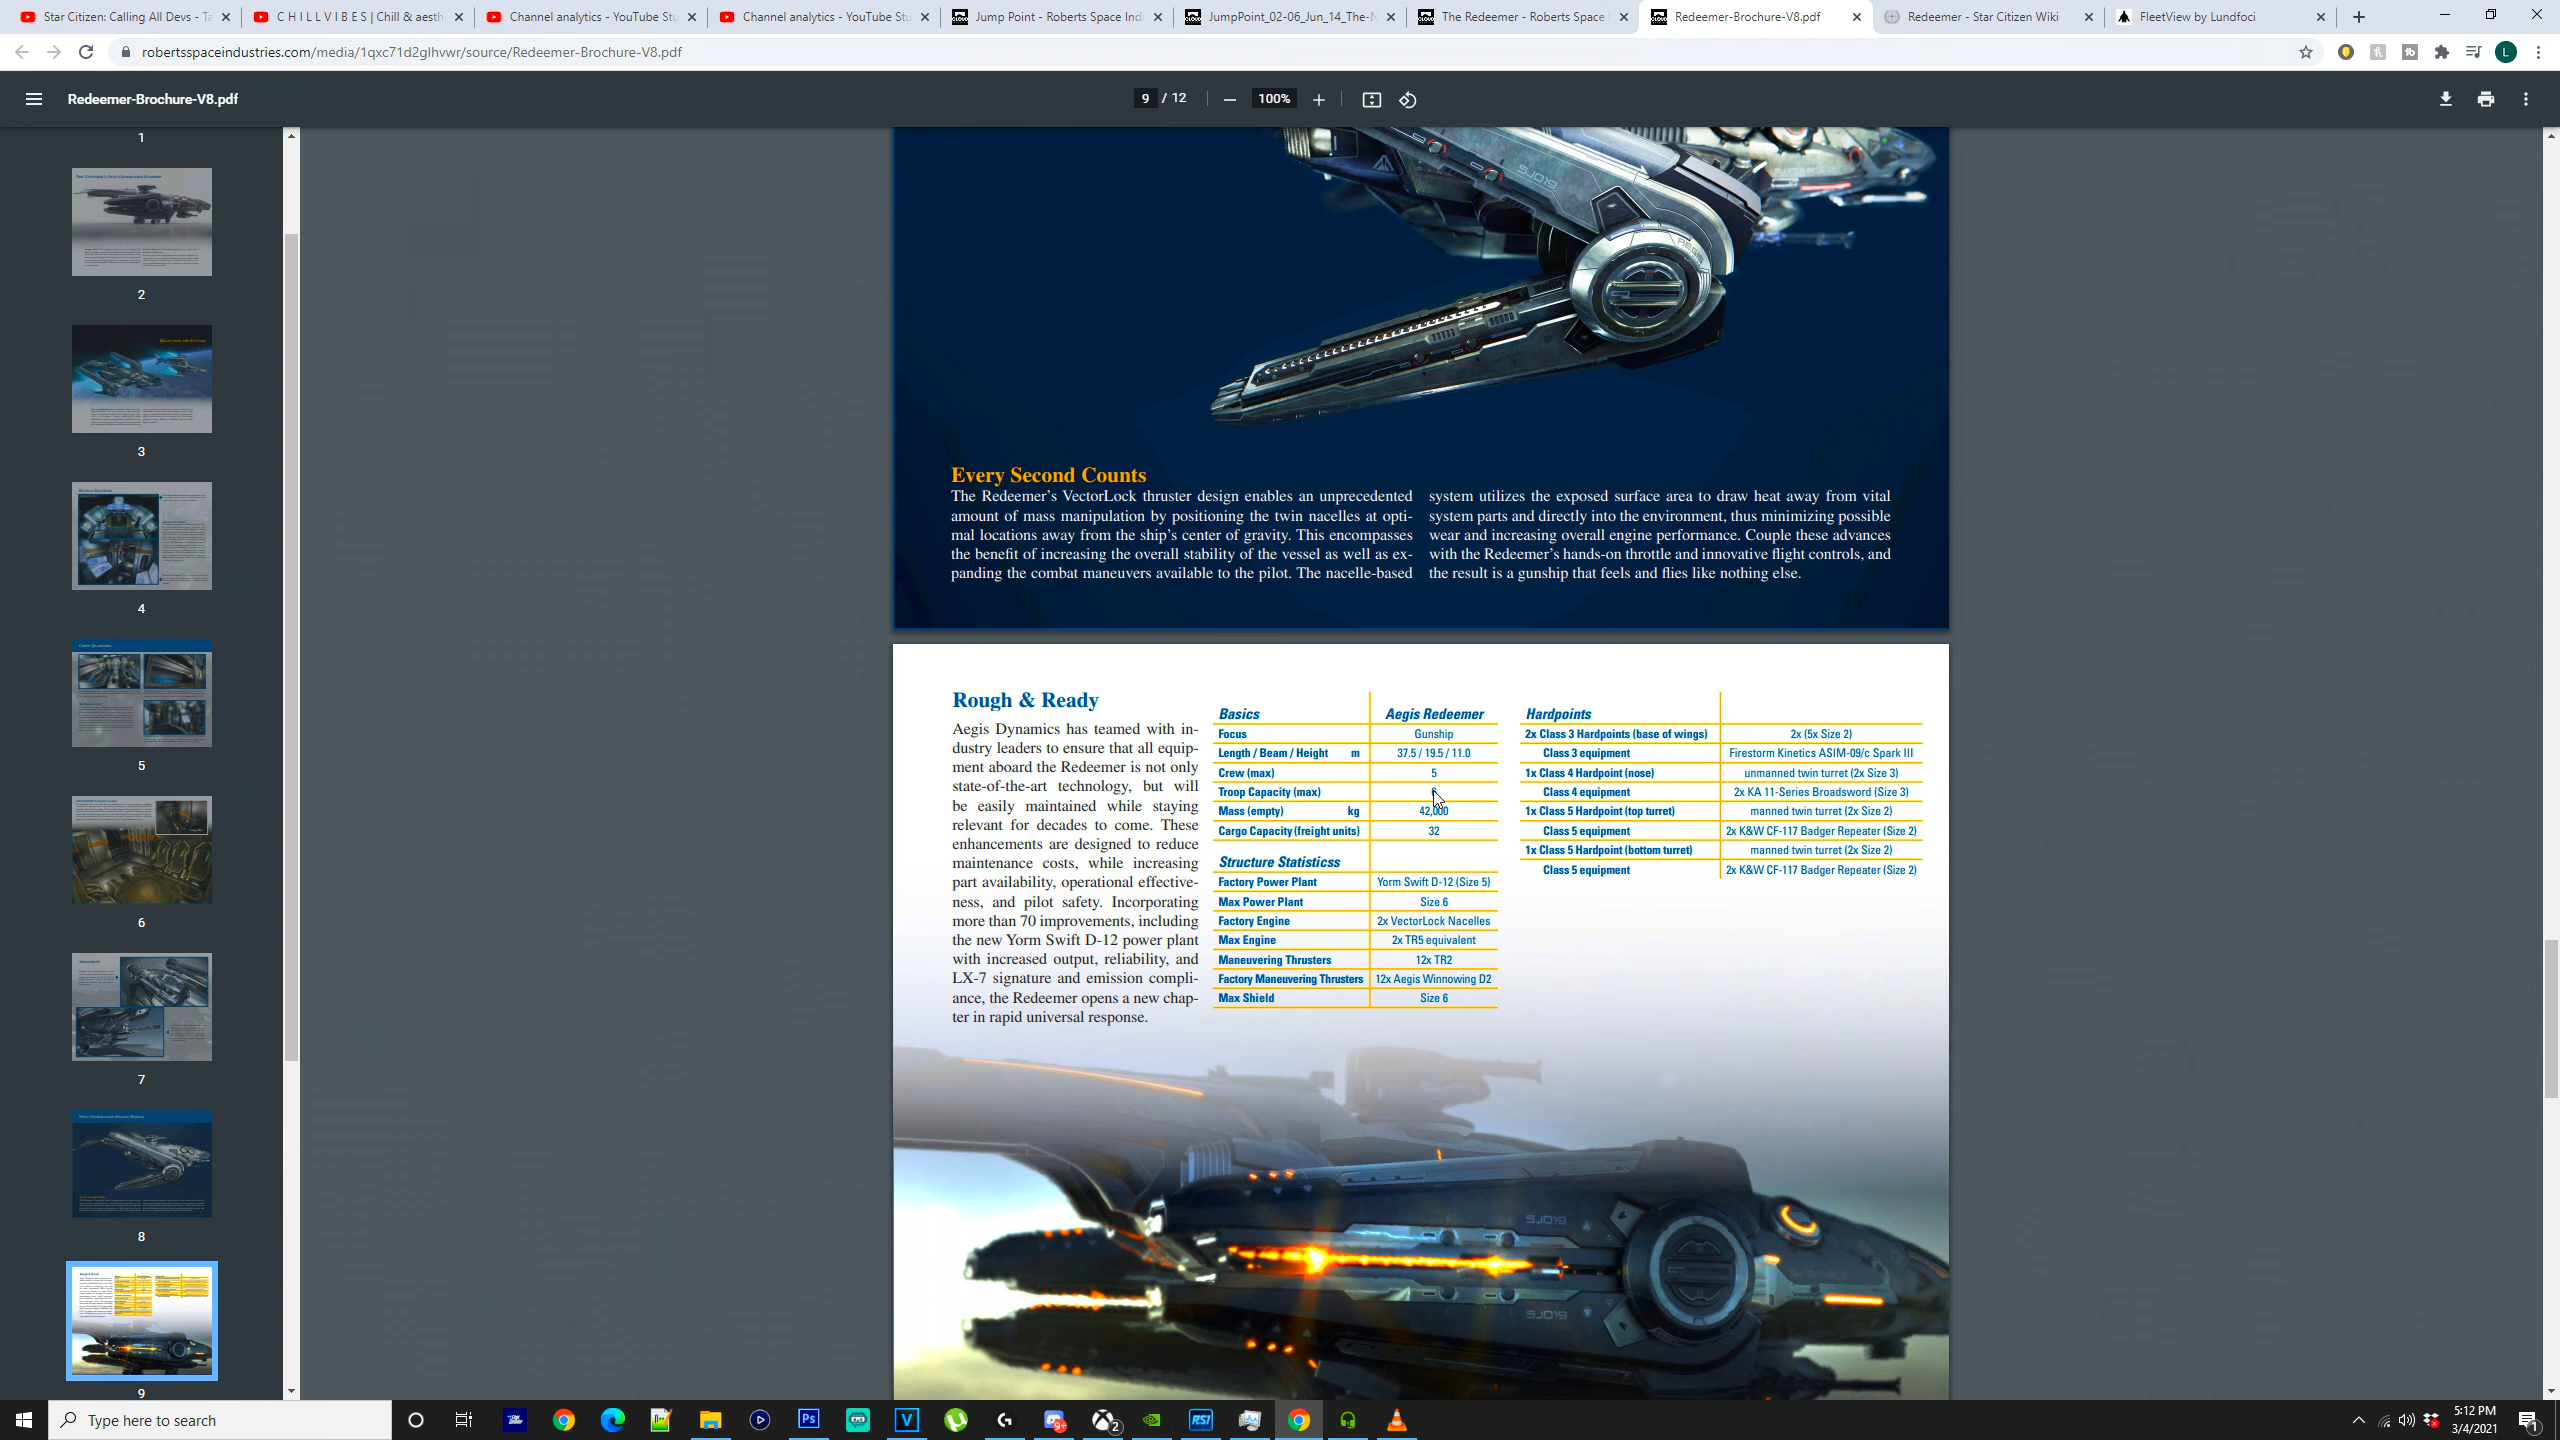 Star Citizen: Calling All Devs - Ta
C H I L L V I B E S | Chill & aesth
Channel analytics - YouTube Stu
Channel analytics - YouTube Stu
Jump Point - Roberts Space Ind
JumpPoint_02-06_Jun_14_The-N
The Redeemer - Roberts Space
Redeemer-Brochure-V8.pdf
Redeemer - Star Citizen Wiki
FleetView by Lundfoci
robertsspaceindustries.com/media/1qxc71d2glhvwr/source/Redeemer-Brochure-V8.pdf
L
Redeemer-Brochure-V8.pdf
9 / 12
100%
1
2
3
4
5
6
7
8
9
SJ019
AEGIS
Every Second Counts
The Redeemer's VectorLock thruster design enables an unprecedented
amount of mass manipulation by positioning the twin nacelles at opti-
mal locations away from the ship's center of gravity. This encompasses
the benefit of increasing the overall stability of the vessel as well as ex-
panding the combat maneuvers available to the pilot. The nacelle-based
system utilizes the exposed surface area to draw heat away from vital
system parts and directly into the environment, thus minimizing possible
wear and increasing overall engine performance. Couple these advances
with the Redeemer's hands-on throttle and innovative flight controls, and
the result is a gunship that feels and flies like nothing else.
Rough & Ready
Aegis Dynamics has teamed with in-
dustry leaders to ensure that all equip-
ment aboard the Redeemer is not only
state-of-the-art technology, but will
be easily maintained while staying
relevant for decades to come. These
enhancements are designed to reduce
maintenance costs, while increasing
part availability, operational effective-
ness, and pilot safety. Incorporating
more than 70 improvements, including
the new Yorm Swift D-12 power plant
with increased output, reliability, and
LX-7 signature and emission compli-
ance, the Redeemer opens a new chap-
ter in rapid universal response.
Basics Aegis Redeemer
Focus Gunship
Length / Beam / Height m 37.5 / 19.5 / 11.0
Crew (max) 5
Troop Capacity (max)
Mass (empty) kg 42,000
Cargo Capacity (freight units) 32
Structure Statisticss
Factory Power Plant Yorm Swift D-12 (Size 5)
Max Power Plant Size 6
Factory Engine 2x VectorLock Nacelles
Max Engine 2x TR5 equivalent
Maneuvering Thrusters 12x TR2
Factory Maneuvering Thrusters 12x Aegis Winnowing D2
Max Shield Size 6
Hardpoints
2x Class 3 Hardpoints (base of wings) 2x (5x Size 2)
Class 3 equipment Firestorm Kinetics ASIM-09/c Spark III
1x Class 4 Hardpoint (nose) unmanned twin turret (2x Size 3)
Class 4 equipment 2x KA 11-Series Broadsword (Size 3)
1x Class 5 Hardpoint (top turret) manned twin turret (2x Size 2)
Class 5 equipment 2x K&W CF-117 Badger Repeater (Size 2)
1x Class 5 Hardpoint (bottom turret) manned twin turret (2x Size 2)
Class 5 equipment 2x K&W CF-117 Badger Repeater (Size 2)
SJ019
SJ019
Type here to search
Ps
V
9+
2
RSI
5:12 PM
3/4/2021
1